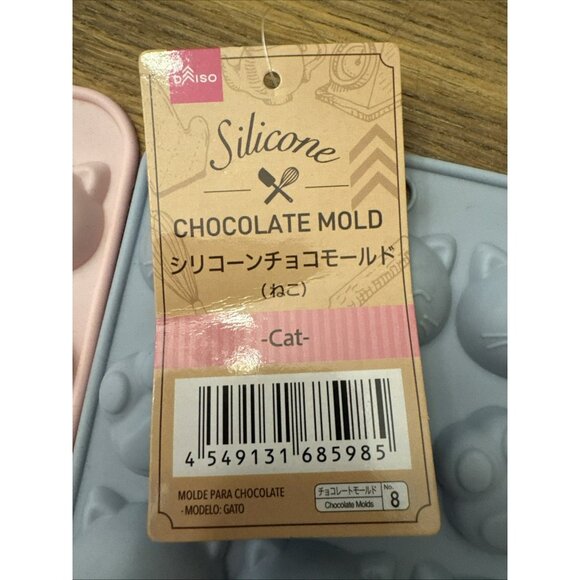 DAISO
Silicone
CHOCOLATE MOLD
シリコーンチョコモールド
(ねこ)
-Cat-
4 549131 685985
MOLDE PARA CHOCOLATE
· MODELO: GATO
チョコレートモールド
Chocolate Molds
No.
8